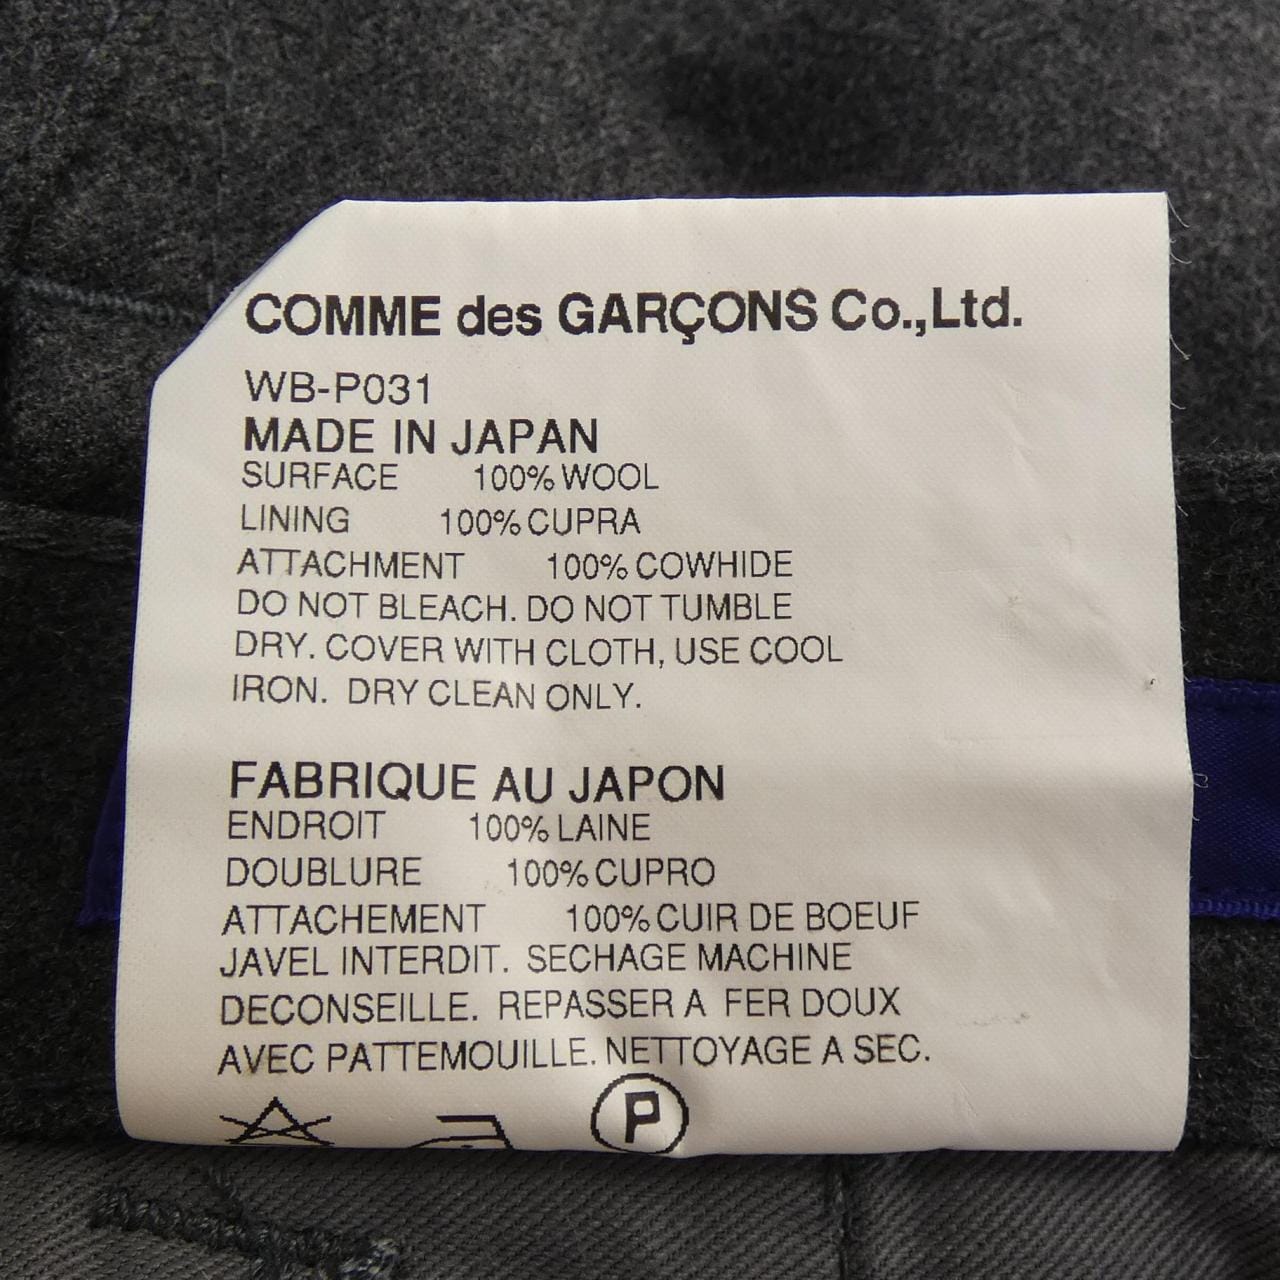 COMME des GARÇONS Co.,Ltd.
WB-P031
MADE IN JAPAN
SURFACE 100% WOOL
LINING 100% CUPRA
ATTACHMENT 100% COWHIDE
DO NOT BLEACH. DO NOT TUMBLE
DRY. COVER WITH CLOTH, USE COOL
IRON. DRY CLEAN ONLY.
FABRIQUE AU JAPON
ENDROIT 100% LAINE
DOUBLURE 100% CUPRO
ATTACHEMENT 100% CUIR DE BOEUF
JAVEL INTERDIT. SECHAGE MACHINE
DECONSEILLE. REPASSER A FER DOUX
AVEC PATTEMOUILLE. NETTOYAGE A SEC.
P